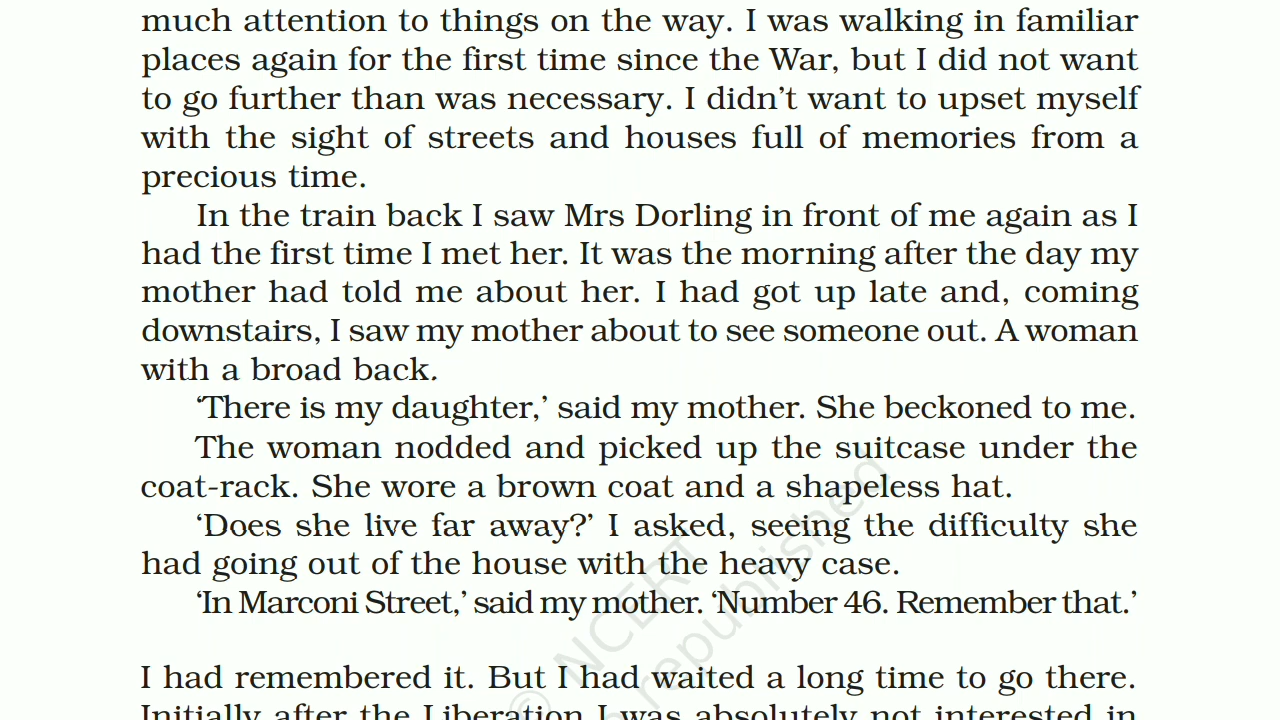 much attention to things on the way. I was walking in familiar
places again for the first time since the War, but I did not want
to go further than was necessary. I didn’t want to upset myself
with the sight of streets and houses full of memories from a
precious time.
In the train back I saw Mrs Dorling in front of me again as I
had the first time I met her. It was the morning after the day my
mother had told me about her. I had got up late and, coming
downstairs, I saw my mother about to see someone out. A woman
with a broad back.
‘There is my daughter,’ said my mother. She beckoned to me.
The woman nodded and picked up the suitcase under the
coat-rack. She wore a brown coat and a shapeless hat.
‘Does she live far away?’ I asked, seeing the difficulty she
had going out of the house with the heavy case.
‘In Marconi Street,’ said my mother. ‘Number 46. Remember that.’
I had remembered it. But I had waited a long time to go there.
Initially after the Liberation I was absolutely not interested in
© NCERT
republished